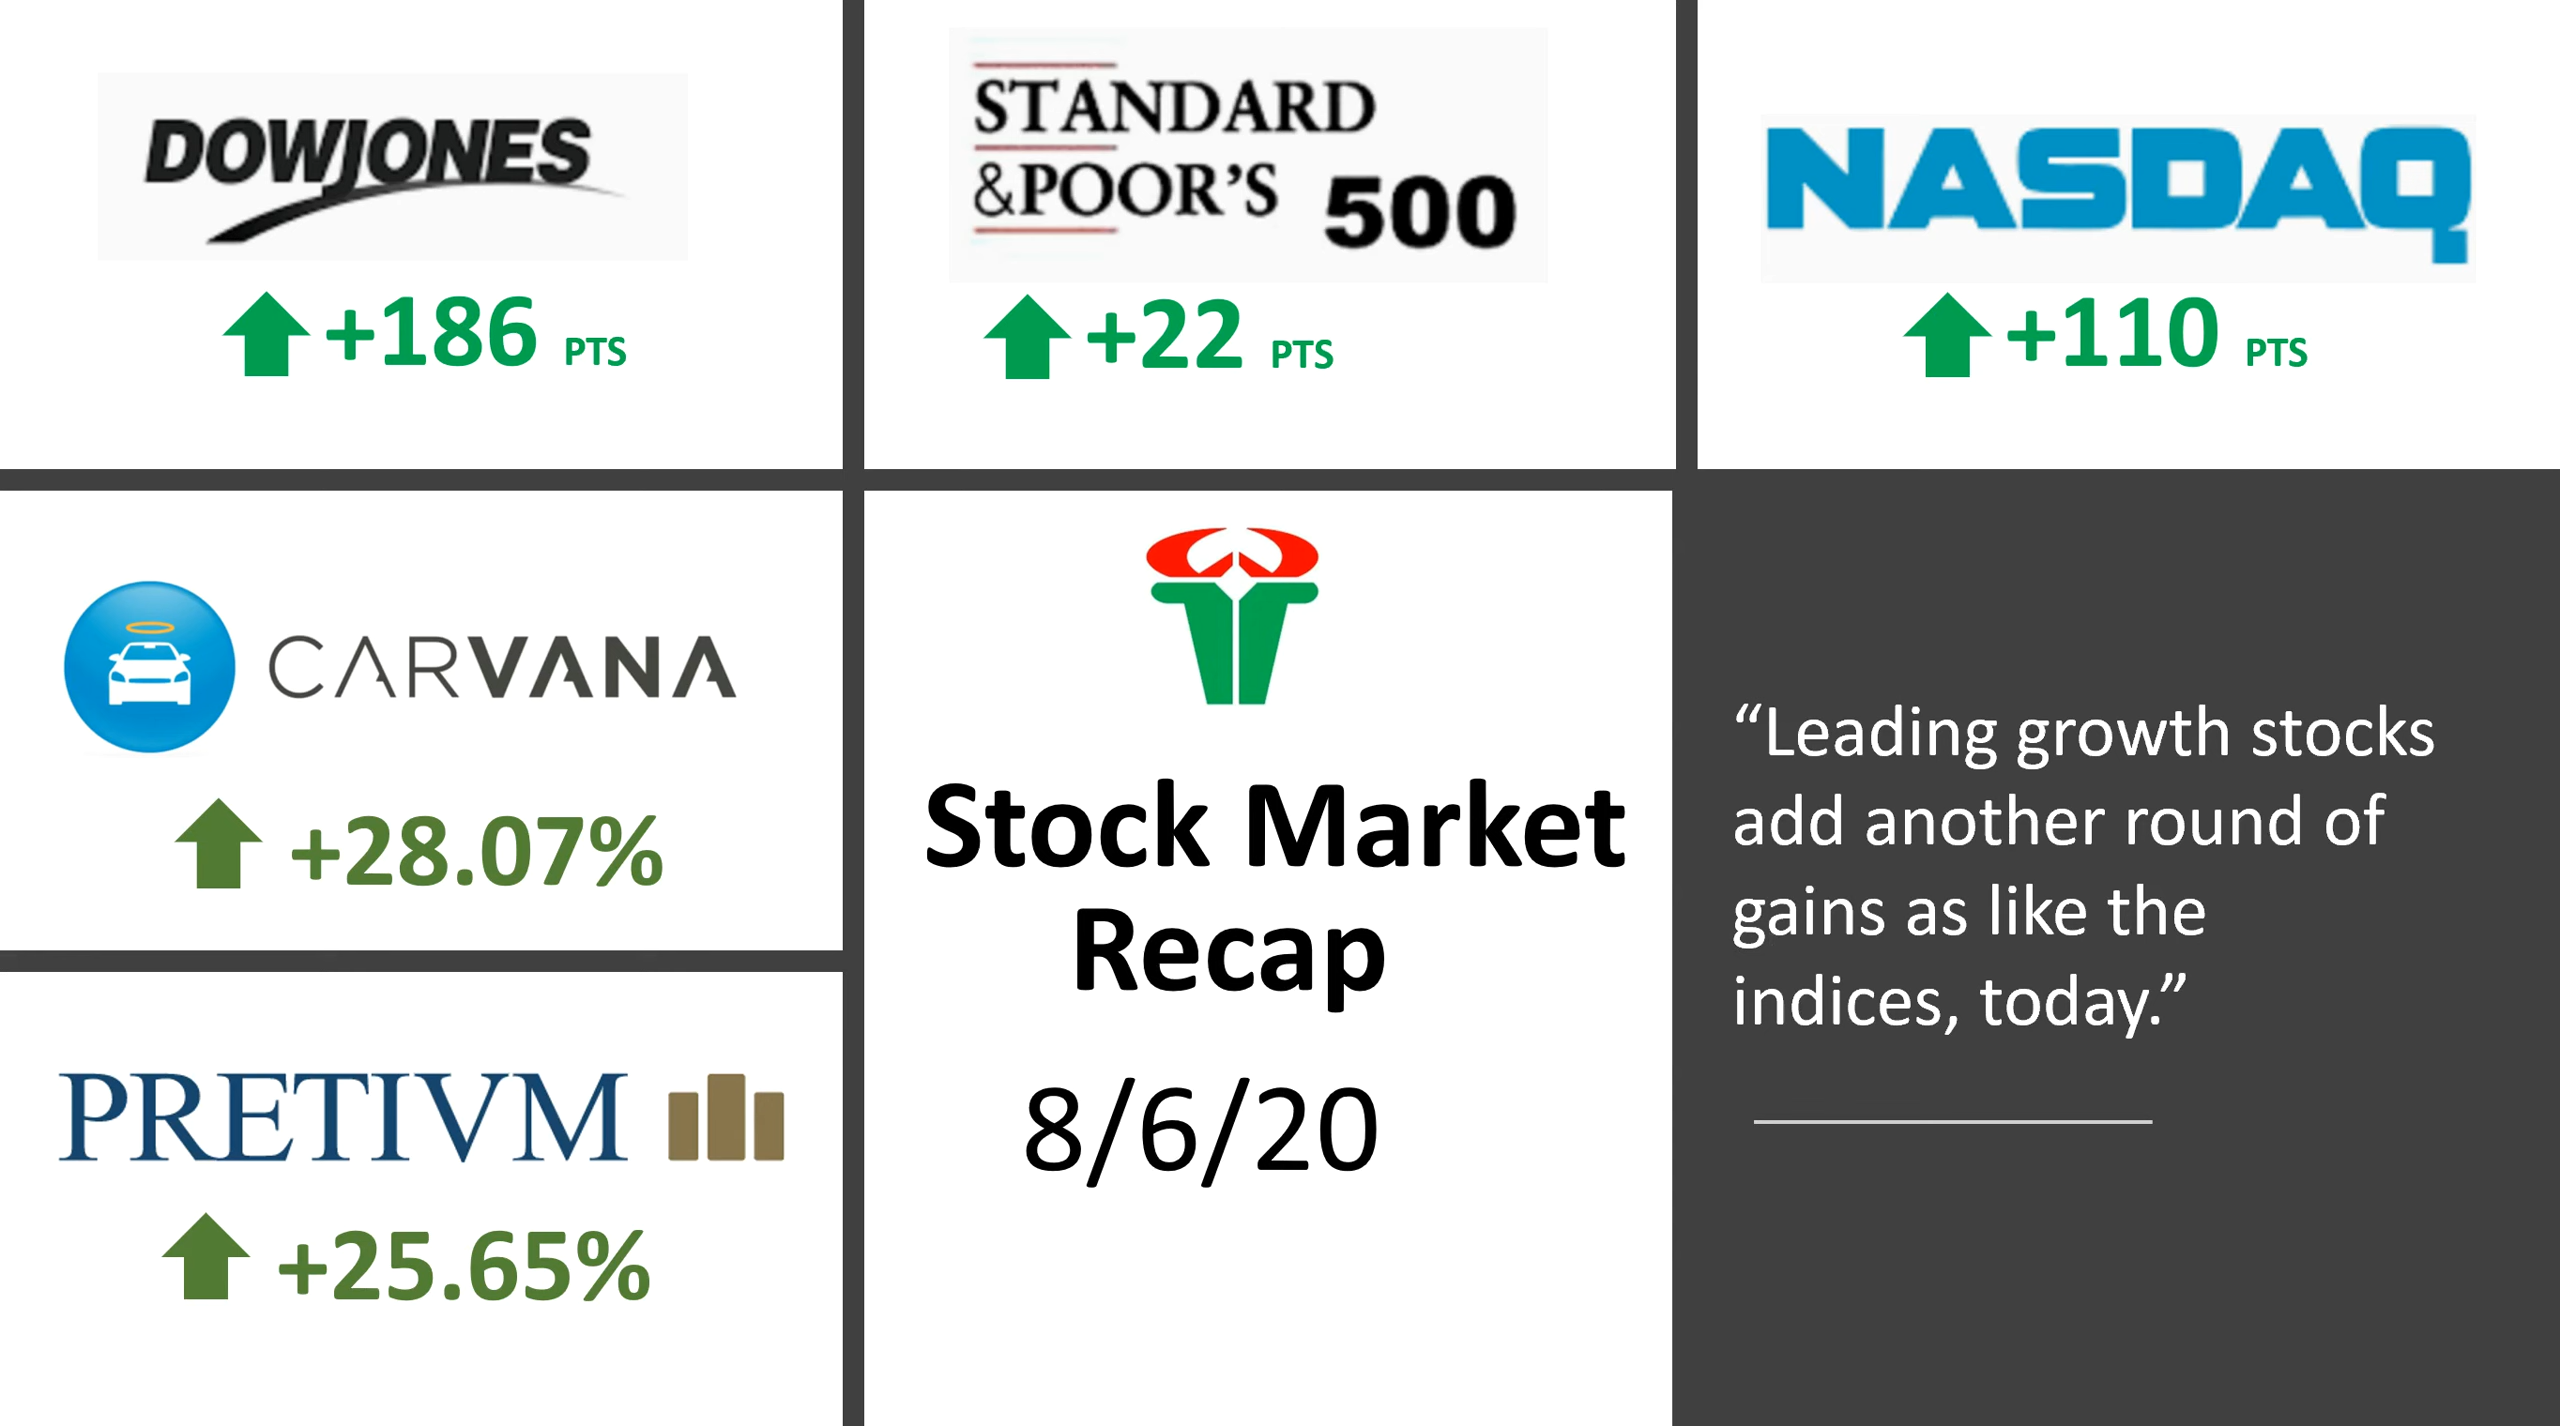 DOWJONES
+186 PTS
STANDARD
&POOR'S 500
+22 PTS
NASDAQ
+110 PTS
CARVANA
+28.07%
PRETIVM
+25.65%
Stock Market
Recap
8/6/20
“Leading growth stocks
add another round of
gains as like the
indices, today.”